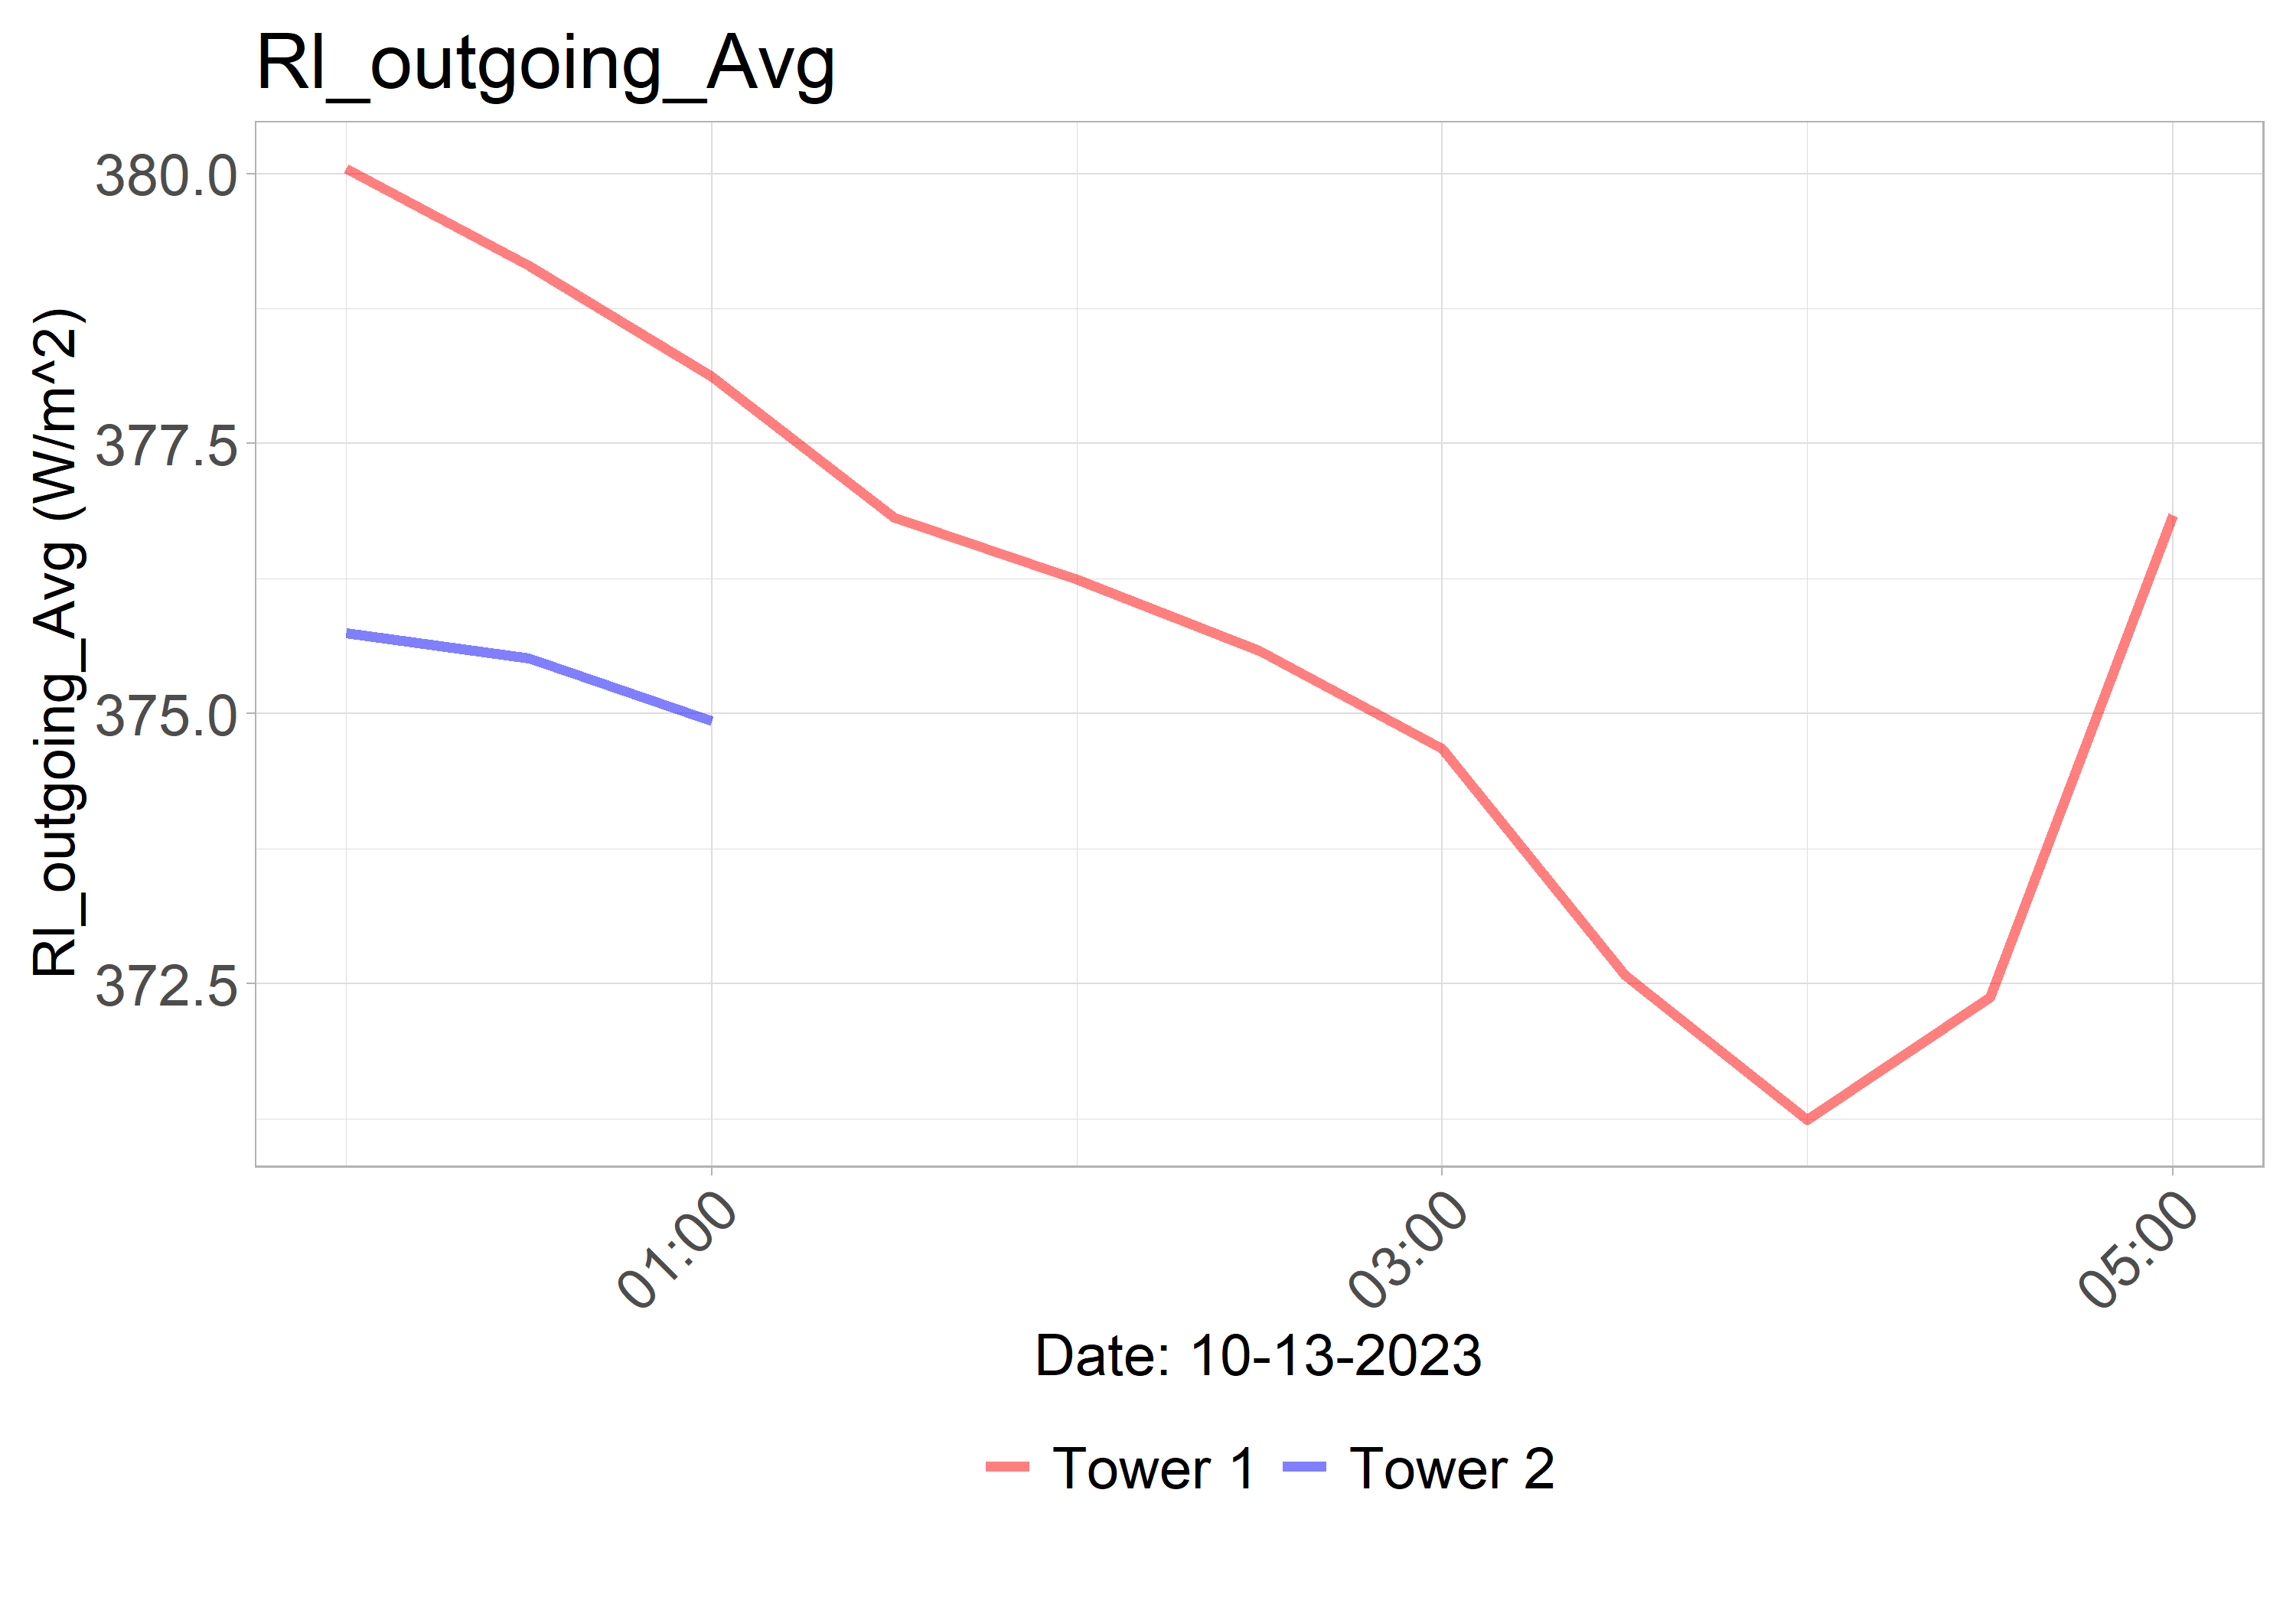 Rl_outgoing_Avg
Rl_outgoing_Avg (W/m^2)
380.0
377.5
375.0
372.5
01:00
03:00
05:00
Date: 10-13-2023
Tower 1
Tower 2